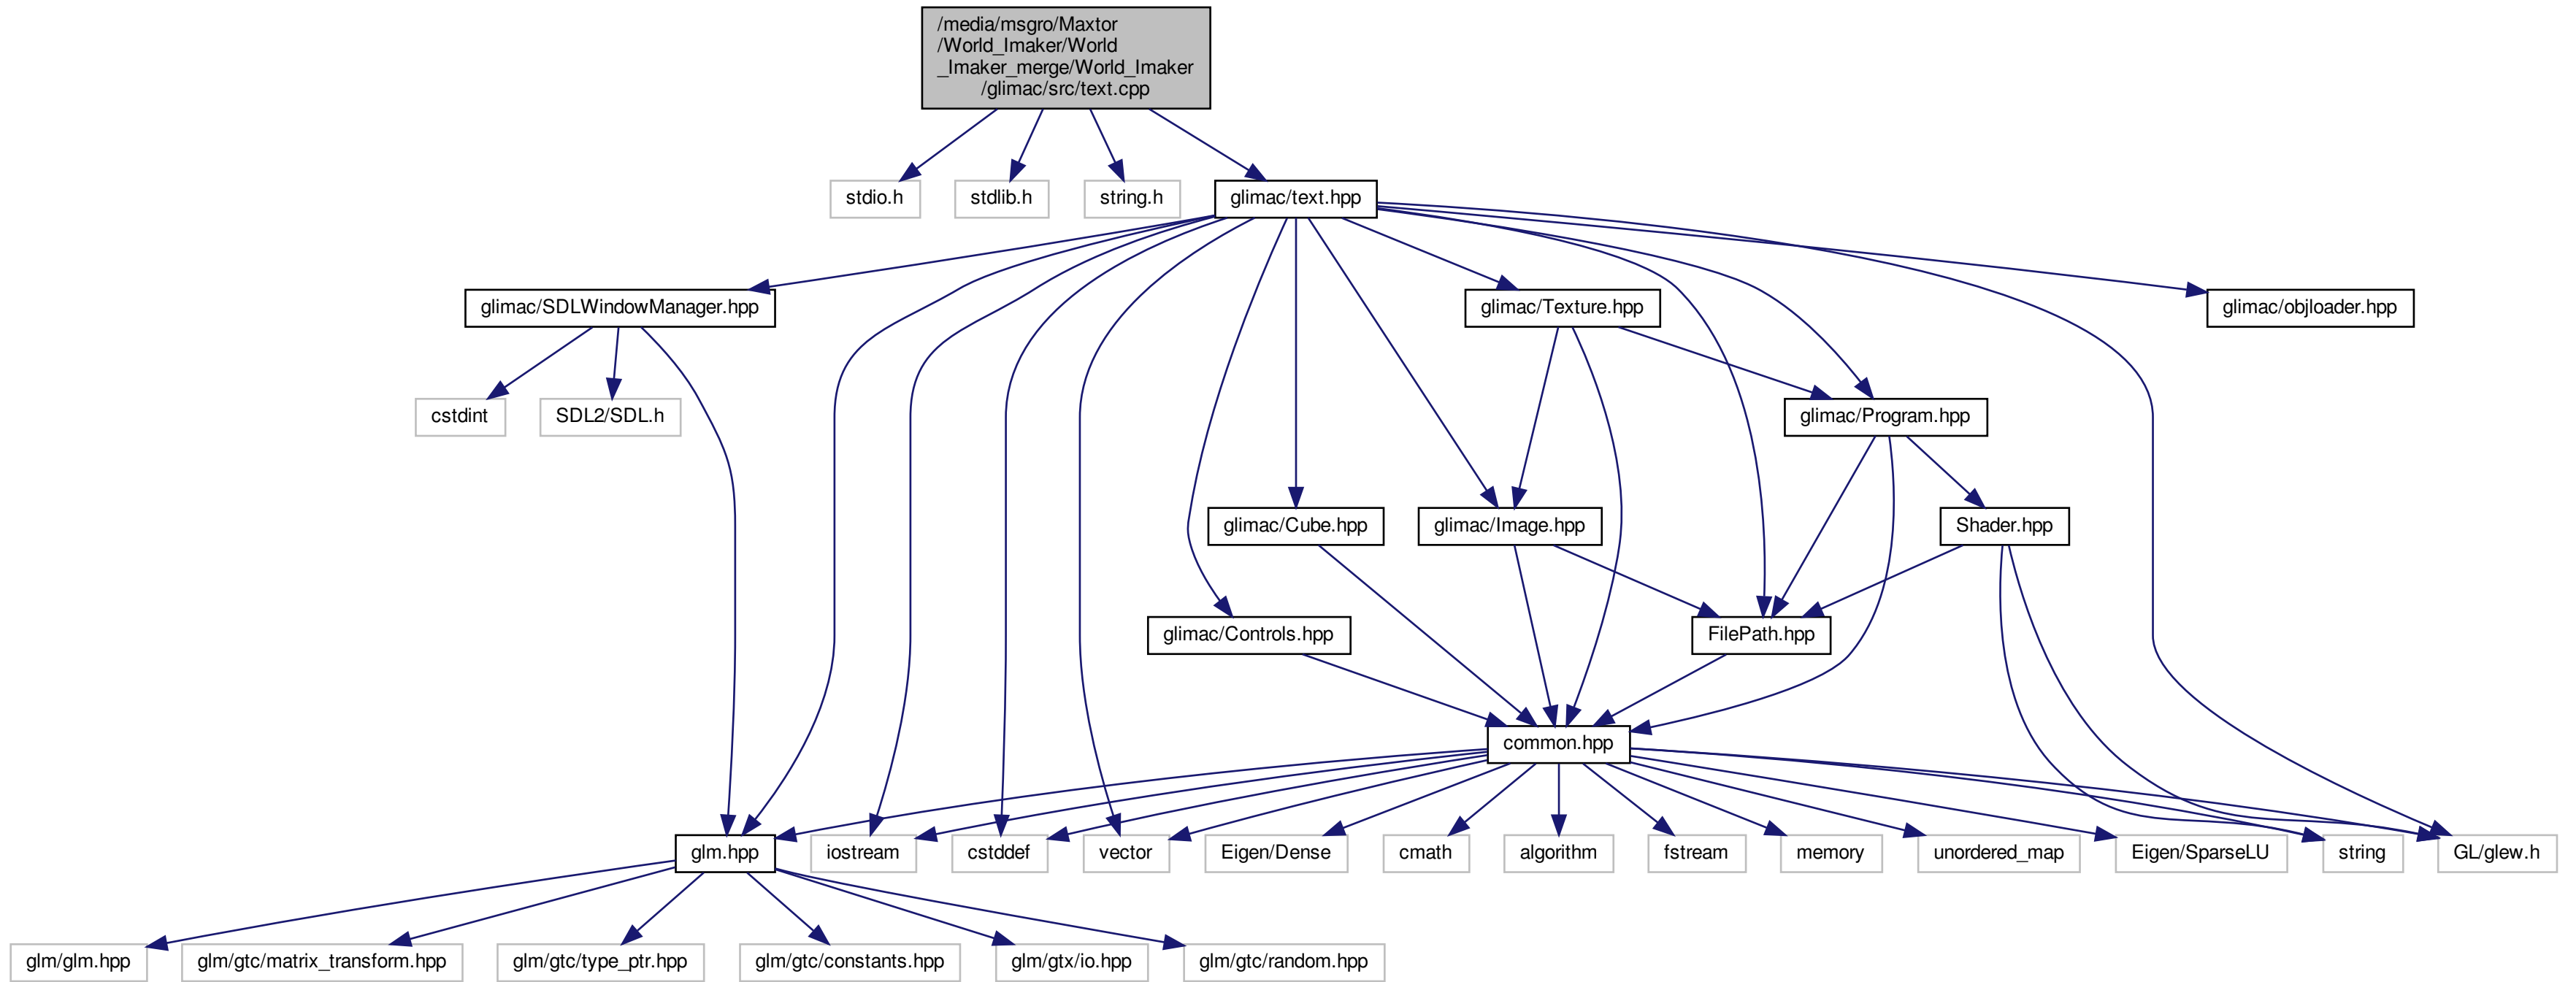 /media/msgro/Maxtor
/World_Imaker/World
_Imaker_merge/World_Imaker
/glimac/src/text.cpp
stdio.h
stdlib.h
string.h
glimac/text.hpp
glimac/SDLWindowManager.hpp
glimac/Texture.hpp
glimac/objloader.hpp
cstdint
SDL2/SDL.h
glimac/Program.hpp
glimac/Cube.hpp
glimac/Image.hpp
Shader.hpp
glimac/Controls.hpp
FilePath.hpp
common.hpp
glm.hpp
iostream
cstddef
vector
Eigen/Dense
cmath
algorithm
fstream
memory
unordered_map
Eigen/SparseLU
string
GL/glew.h
glm/glm.hpp
glm/gtc/matrix_transform.hpp
glm/gtc/type_ptr.hpp
glm/gtc/constants.hpp
glm/gtx/io.hpp
glm/gtc/random.hpp